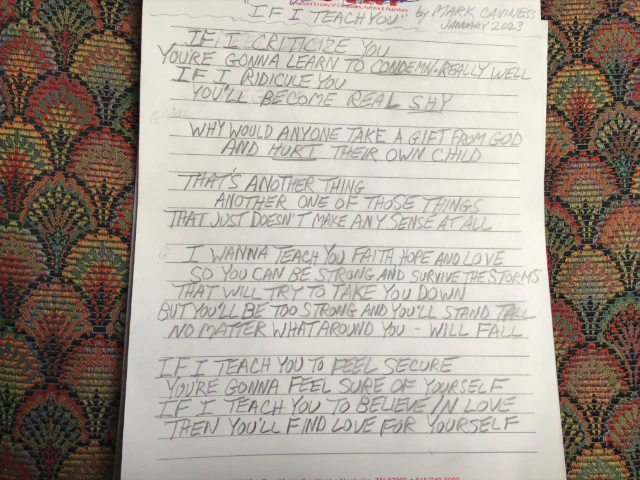 "IF I TEACH YOU" by MARK CAVINESS
JANUARY 2023
IF I CRITICIZE YOU
YOU'RE GONNA LEARN TO CONDEMN REALLY WELL
IF I RIDICULE YOU
YOU'LL BECOME REAL SHY
WHY WOULD ANYONE TAKE A GIFT FROM GOD
AND HURT THEIR OWN CHILD
THAT'S ANOTHER THING
ANOTHER ONE OF THOSE THINGS
THAT JUST DOESN'T MAKE ANY SENSE AT ALL
I WANNA TEACH YOU FAITH, HOPE AND LOVE
SO YOU CAN BE STRONG AND SURVIVE THE STORMS
THAT WILL TRY TO TAKE YOU DOWN
BUT YOU'LL BE TOO STRONG AND YOU'LL STAND TALL
NO MATTER WHAT AROUND YOU - WILL FALL
IF I TEACH YOU TO FEEL SECURE
YOU'RE GONNA FEEL SURE OF YOURSELF
IF I TEACH YOU TO BELIEVE IN LOVE
THEN YOU'LL FIND LOVE FOR YOURSELF